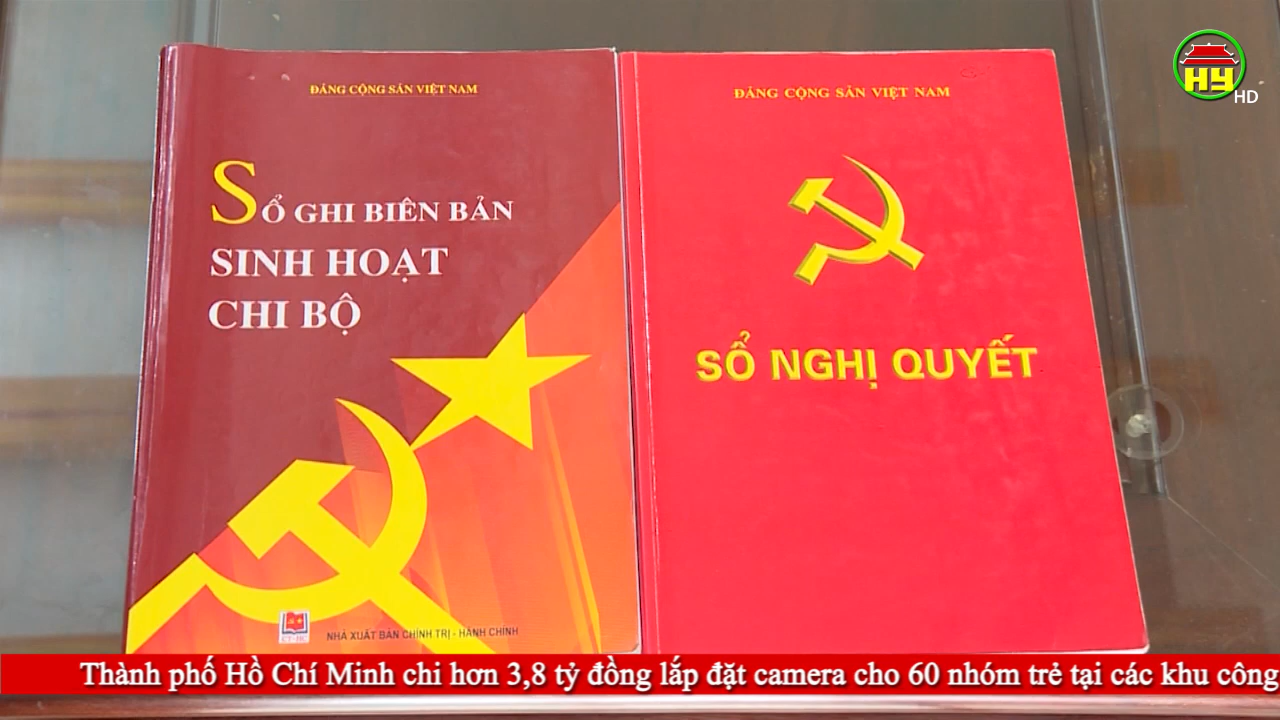 ĐẢNG CỘNG SẢN VIỆT NAM
SỔ GHI BIÊN BẢN
SINH HOẠT
CHI BỘ
CT-HC
NHÀ XUẤT BẢN CHÍNH TRỊ - HÀNH CHÍNH
ĐẢNG CỘNG SẢN VIỆT NAM
SỔ NGHỊ QUYẾT
HY
HD
Thành phố Hồ Chí Minh chi hơn 3,8 tỷ đồng lắp đặt camera cho 60 nhóm trẻ tại các khu công